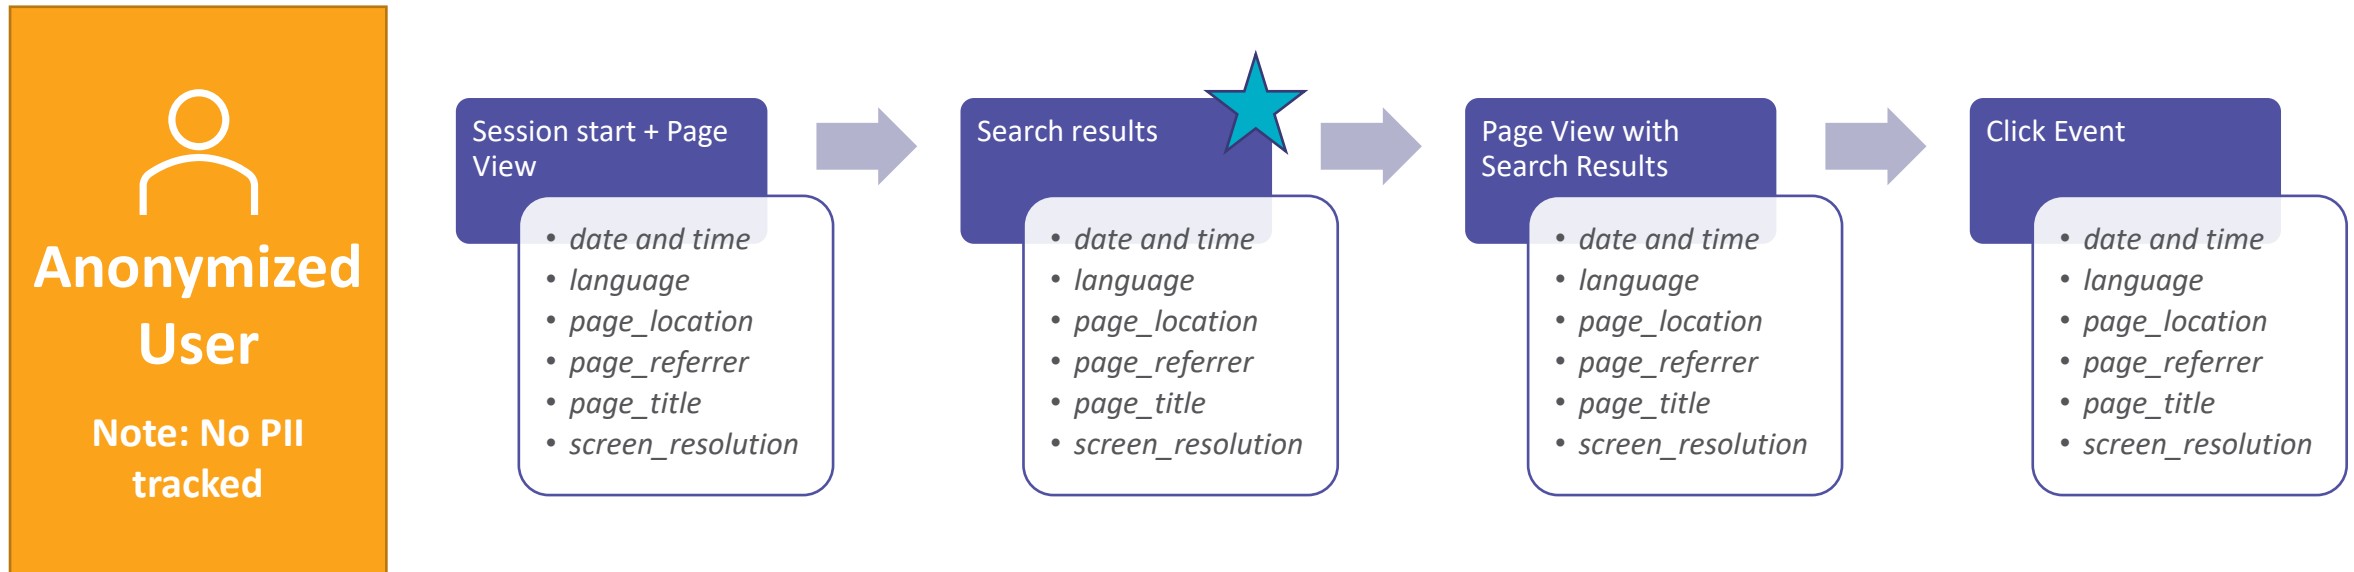 Anonymized
User
Note: No PII
tracked
Session start + Page
View
• date and time
• language
• page_location
• page_referrer
• page_title
• screen_resolution
Search results
• date and time
• language
• page_location
• page_referrer
• page_title
• screen_resolution
Page View with
Search Results
• date and time
• language
• page_location
• page_referrer
• page_title
• screen_resolution
Click Event
• date and time
• language
• page_location
• page_referrer
• page_title
• screen_resolution